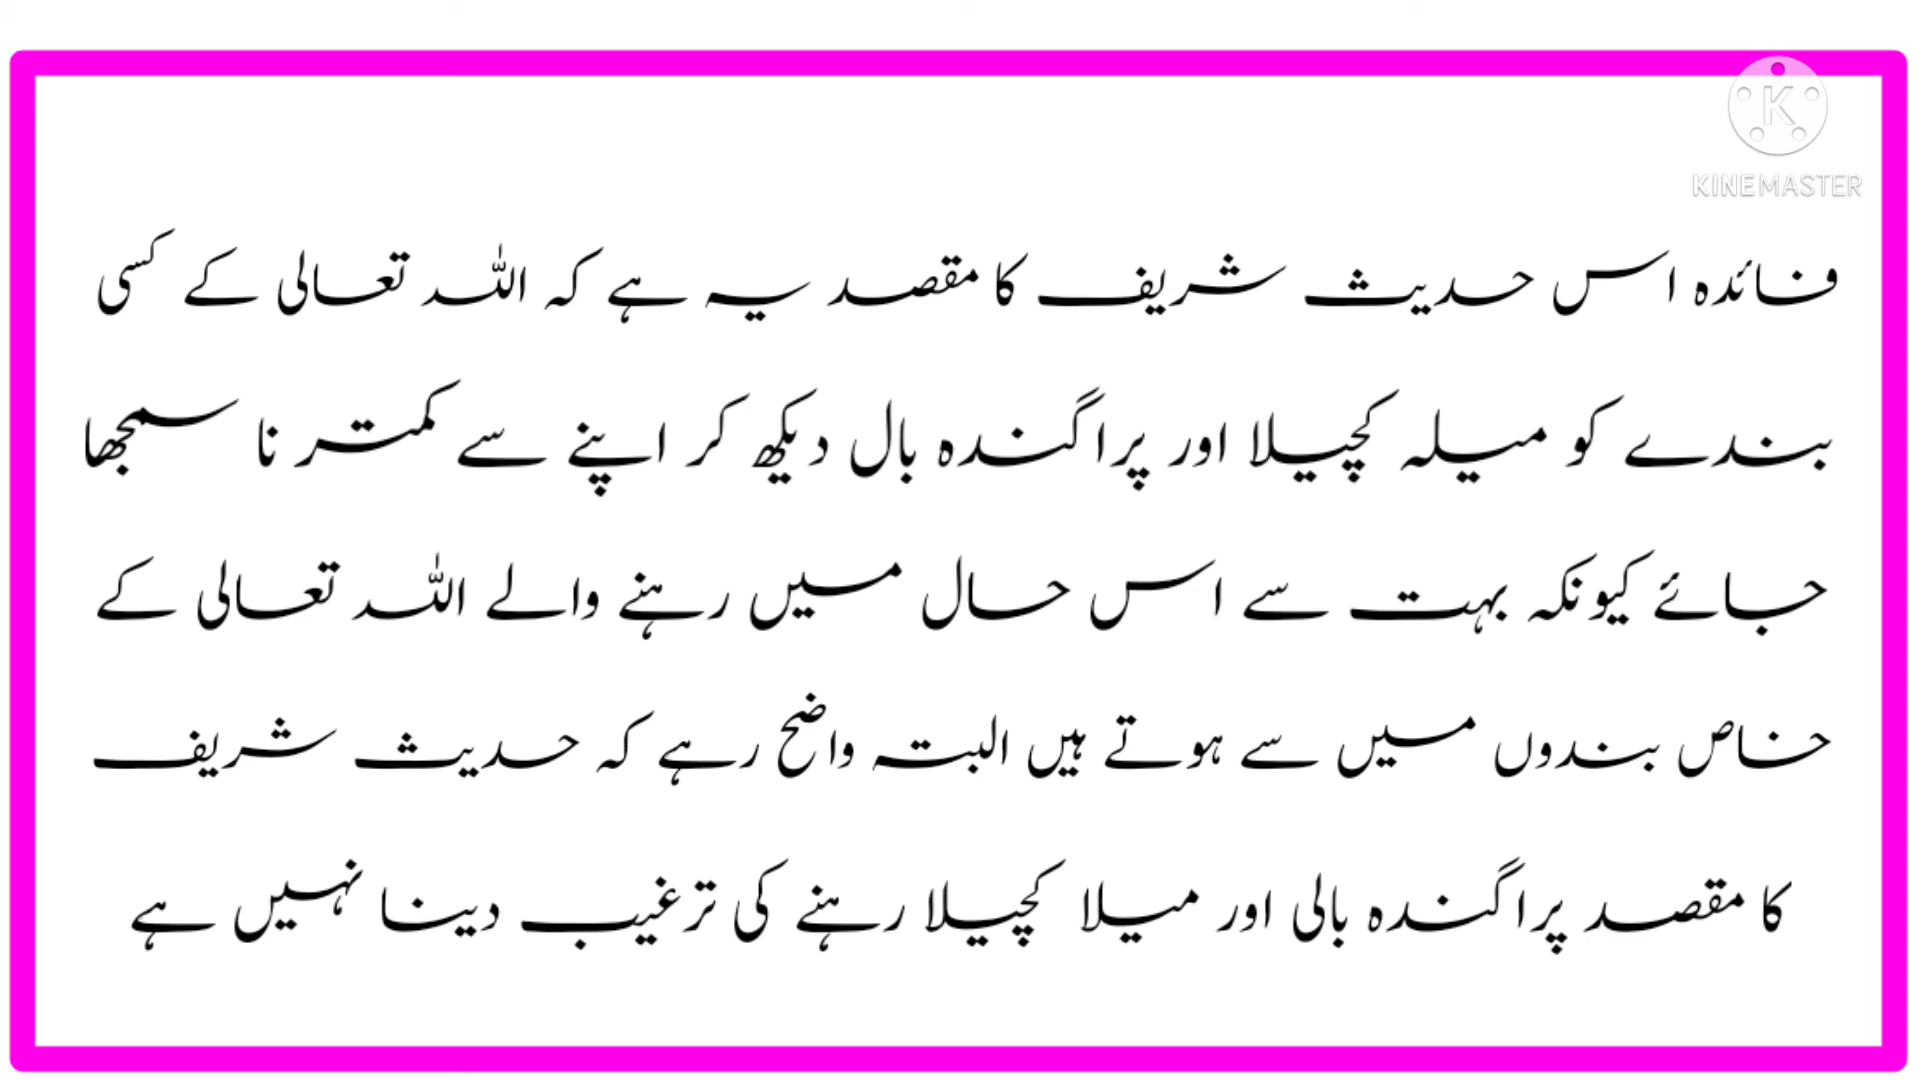 KINEMASTER
فائدہ اس حدیث شریف کا مقصد یہ ہے کہ اللہ تعالی کے کسی
بندے کو میلہ کچیلا اور پراگندہ بال دیکھ کر اپنے سے کمتر نا سمجھا
جائے کیونکہ بہت سے اس حال میں رہنے والے اللہ تعالی کے
خاص بندوں میں سے ہوتے ہیں البتہ واضح رہے کہ حدیث شریف
کا مقصد پراگندہ بالی اور میلا کچیلا رہنے کی ترغیب دینا نہیں ہے